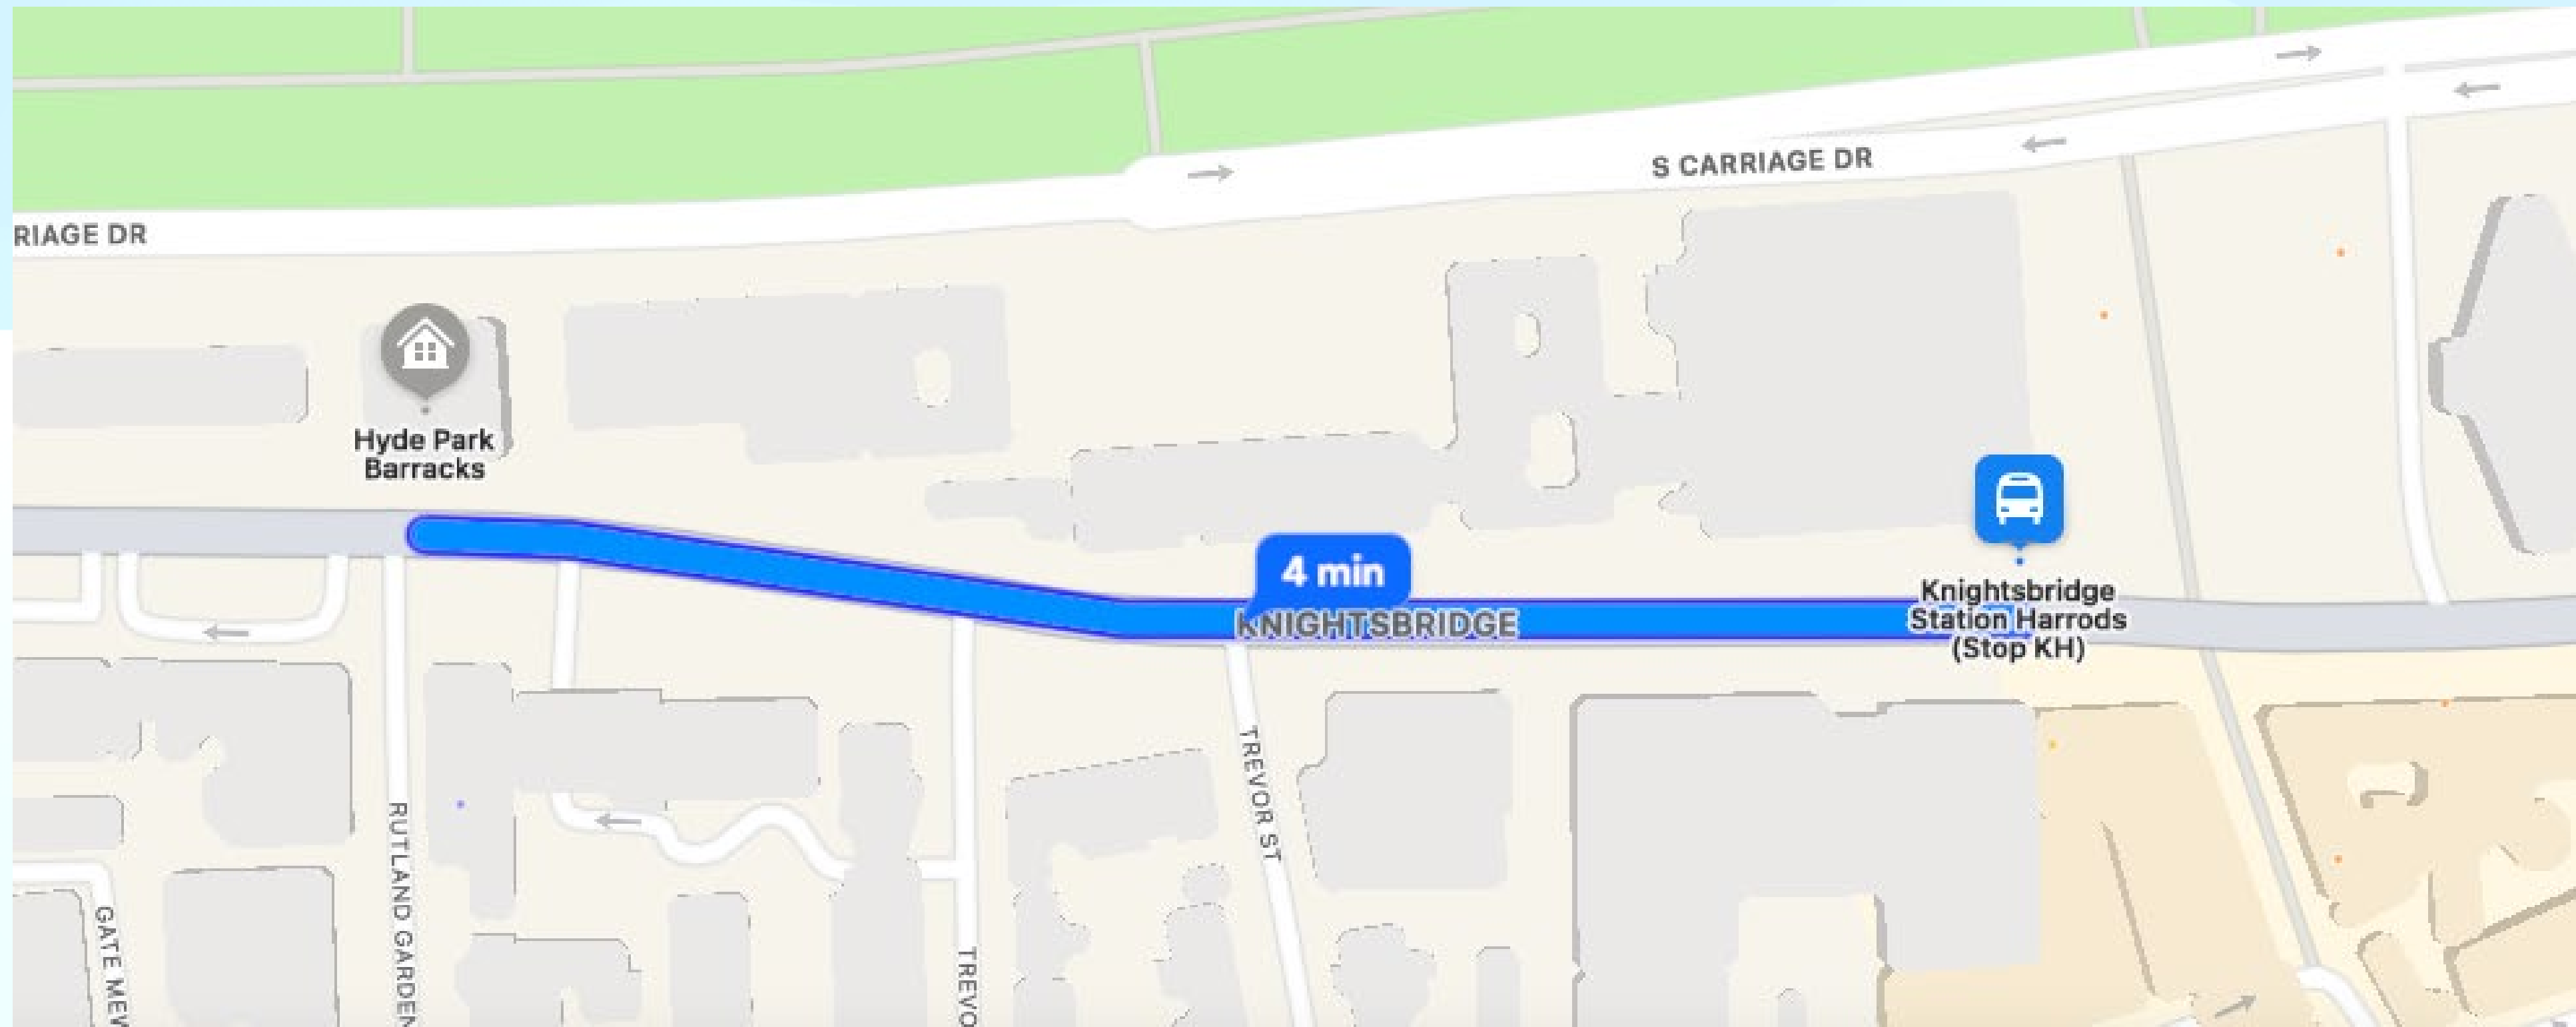 S CARRIAGE DR
RIAGE DR
Hyde Park
Barracks
4 min
KNIGHTSBRIDGE
Knightsbridge
Station Harrods
(Stop KH)
TREVOR ST
RUTLAND GARDEN
GATE MEW
TREVO